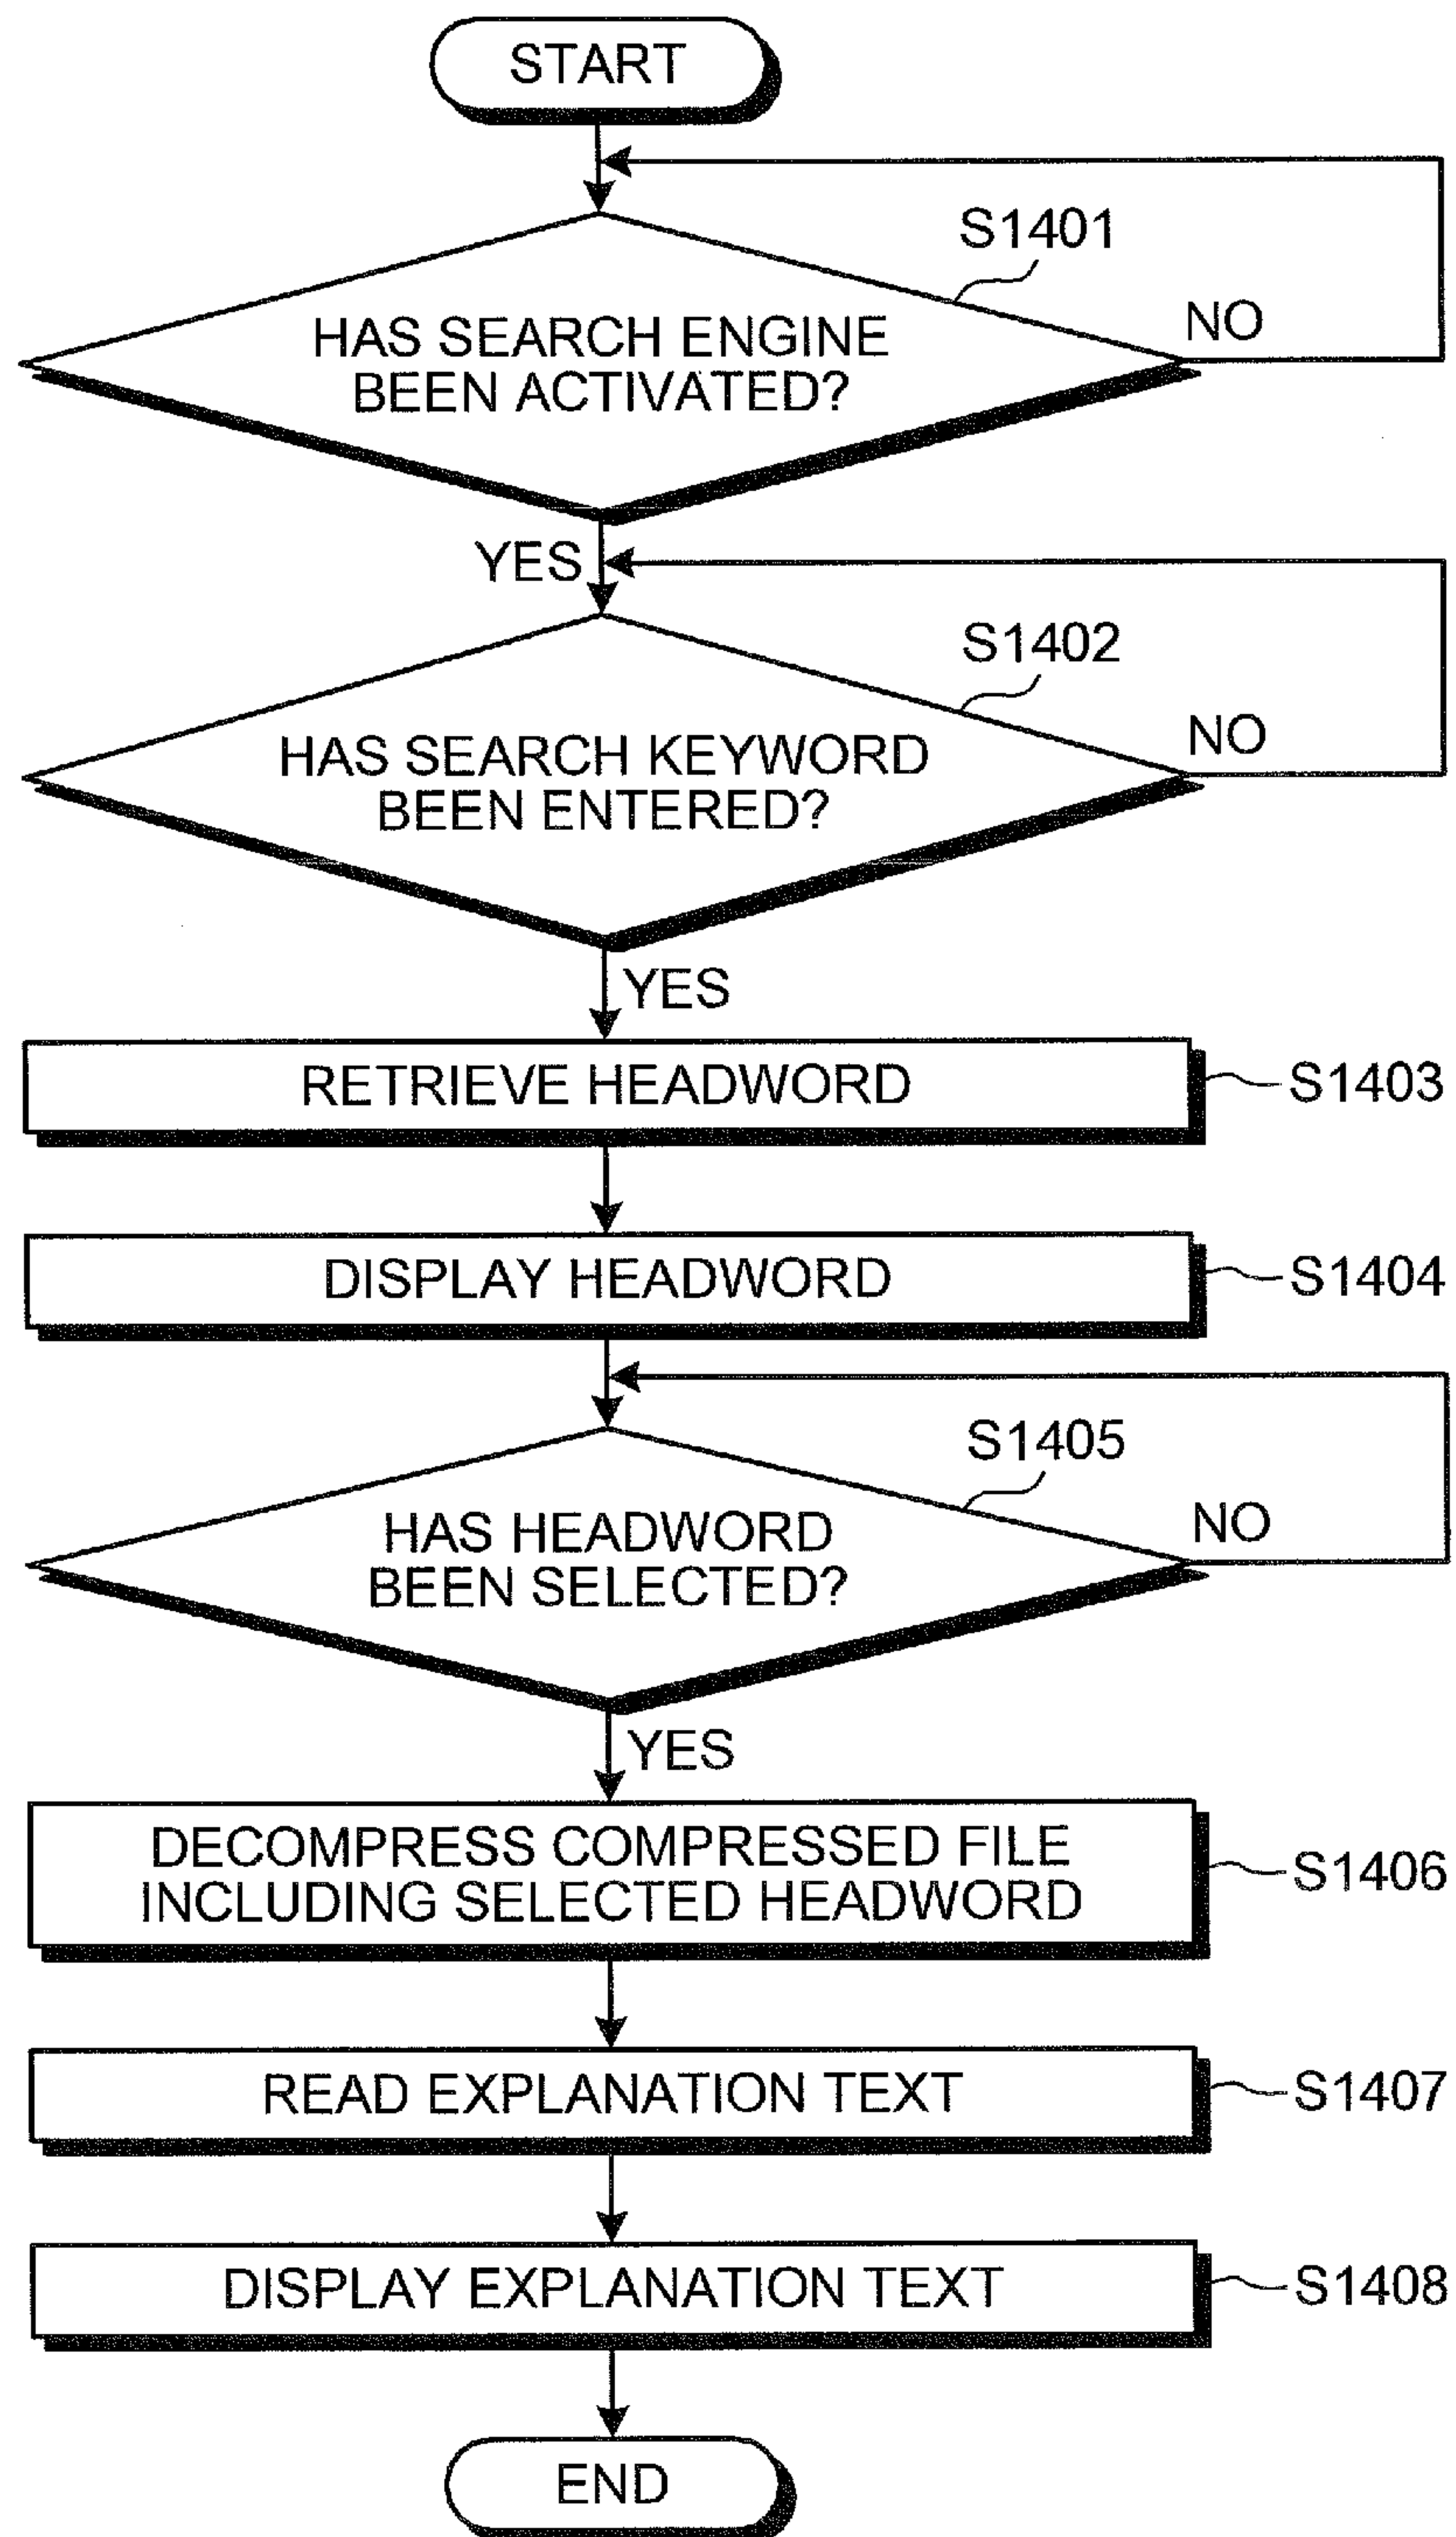 START
S1401
HAS SEARCH ENGINE
BEEN ACTIVATED?
NO
YES
S1402
HAS SEARCH KEYWORD
BEEN ENTERED?
NO
YES
RETRIEVE HEADWORD
S1403
DISPLAY HEADWORD
S1404
S1405
HAS HEADWORD
BEEN SELECTED?
NO
YES
DECOMPRESS COMPRESSED FILE
INCLUDING SELECTED HEADWORD
S1406
READ EXPLANATION TEXT
S1407
DISPLAY EXPLANATION TEXT
S1408
END